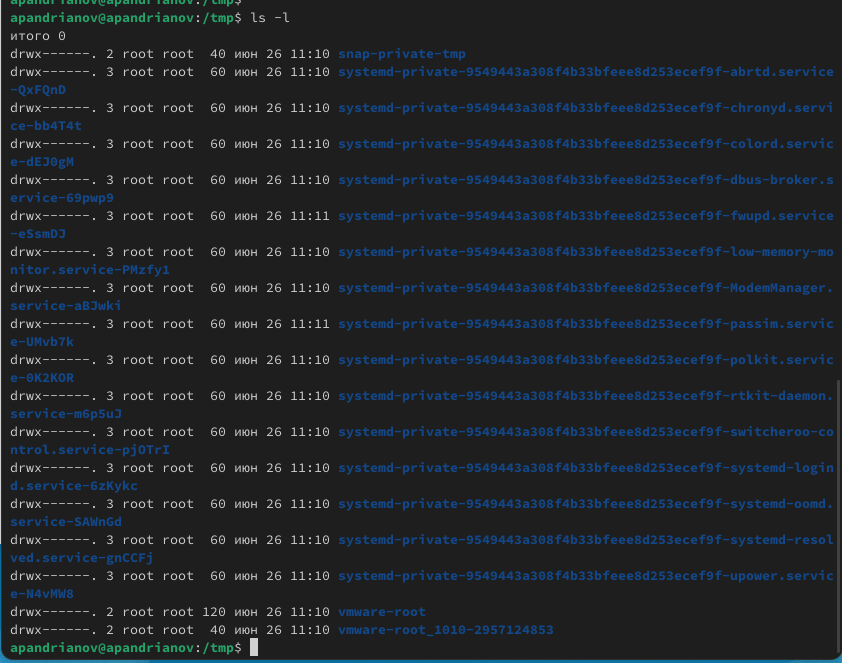 apandrianov@apandrianov:/tmp$
apandrianov@apandrianov:/tmp$ ls -l
итого 0
drwx------. 2 root root  40 июн 26 11:10 snap-private-tmp
drwx------. 3 root root  60 июн 26 11:10 systemd-private-9549443a308f4b33bfeee8d253ecef9f-abrtd.service
-QxFQnD
drwx------. 3 root root  60 июн 26 11:10 systemd-private-9549443a308f4b33bfeee8d253ecef9f-chronyd.servi
ce-bb4T4t
drwx------. 3 root root  60 июн 26 11:10 systemd-private-9549443a308f4b33bfeee8d253ecef9f-colord.servic
e-dEJ0gM
drwx------. 3 root root  60 июн 26 11:10 systemd-private-9549443a308f4b33bfeee8d253ecef9f-dbus-broker.s
ervice-69pwp9
drwx------. 3 root root  60 июн 26 11:11 systemd-private-9549443a308f4b33bfeee8d253ecef9f-fwupd.service
-eSsmDJ
drwx------. 3 root root  60 июн 26 11:10 systemd-private-9549443a308f4b33bfeee8d253ecef9f-low-memory-mo
nitor.service-PMzfy1
drwx------. 3 root root  60 июн 26 11:10 systemd-private-9549443a308f4b33bfeee8d253ecef9f-ModemManager.
service-aBJwki
drwx------. 3 root root  60 июн 26 11:11 systemd-private-9549443a308f4b33bfeee8d253ecef9f-passim.servic
e-UMvb7k
drwx------. 3 root root  60 июн 26 11:10 systemd-private-9549443a308f4b33bfeee8d253ecef9f-polkit.servic
e-0K2KOR
drwx------. 3 root root  60 июн 26 11:10 systemd-private-9549443a308f4b33bfeee8d253ecef9f-rtkit-daemon.
service-m6p5uJ
drwx------. 3 root root  60 июн 26 11:10 systemd-private-9549443a308f4b33bfeee8d253ecef9f-switcheroo-co
ntrol.service-pjOTrI
drwx------. 3 root root  60 июн 26 11:10 systemd-private-9549443a308f4b33bfeee8d253ecef9f-systemd-login
d.service-6zKykc
drwx------. 3 root root  60 июн 26 11:10 systemd-private-9549443a308f4b33bfeee8d253ecef9f-systemd-oomd.
service-SAWnGd
drwx------. 3 root root  60 июн 26 11:10 systemd-private-9549443a308f4b33bfeee8d253ecef9f-systemd-resol
ved.service-gnCCFj
drwx------. 3 root root  60 июн 26 11:10 systemd-private-9549443a308f4b33bfeee8d253ecef9f-upower.servic
e-N4vMW8
drwx------. 2 root root 120 июн 26 11:10 vmware-root
drwx------. 2 root root  40 июн 26 11:10 vmware-root_1010-2957124853
apandrianov@apandrianov:/tmp$